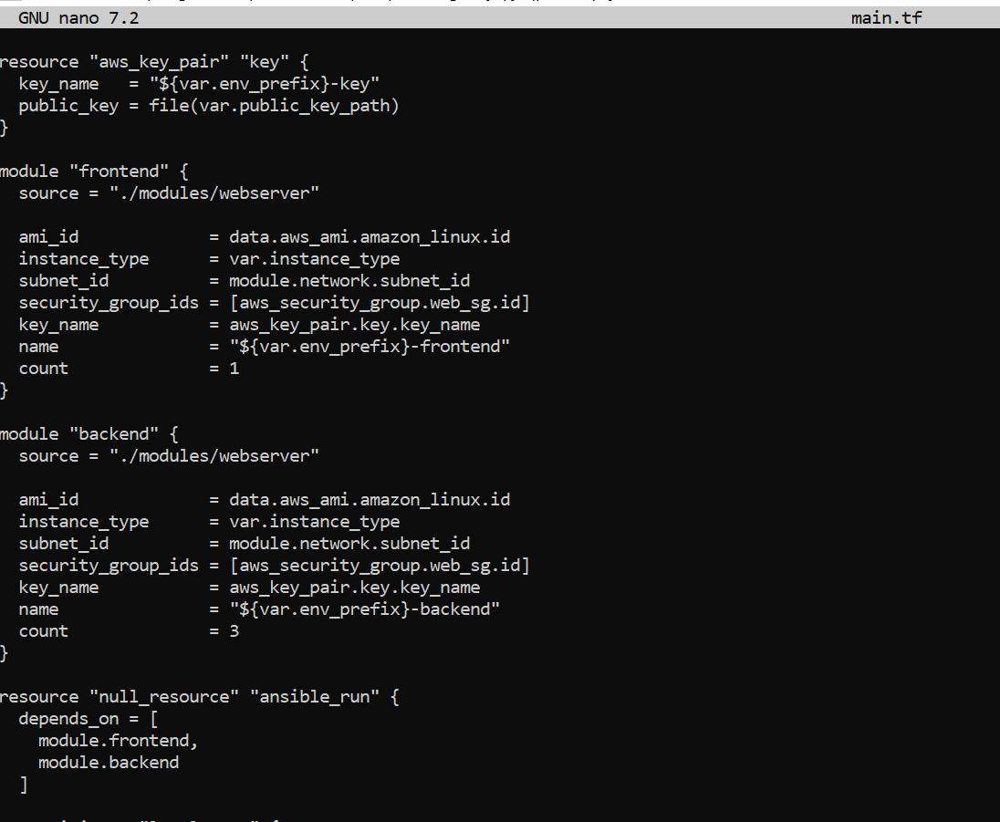 GNU nano 7.2 main.tf
resource "aws_key_pair" "key" {
  key_name   = "${var.env_prefix}-key"
  public_key = file(var.public_key_path)
}
module "frontend" {
  source = "./modules/webserver"
  ami_id             = data.aws_ami.amazon_linux.id
  instance_type      = var.instance_type
  subnet_id          = module.network.subnet_id
  security_group_ids = [aws_security_group.web_sg.id]
  key_name           = aws_key_pair.key.key_name
  name               = "${var.env_prefix}-frontend"
  count              = 1
}
module "backend" {
  source = "./modules/webserver"
  ami_id             = data.aws_ami.amazon_linux.id
  instance_type      = var.instance_type
  subnet_id          = module.network.subnet_id
  security_group_ids = [aws_security_group.web_sg.id]
  key_name           = aws_key_pair.key.key_name
  name               = "${var.env_prefix}-backend"
  count              = 3
}
resource "null_resource" "ansible_run" {
  depends_on = [
    module.frontend,
    module.backend
  ]